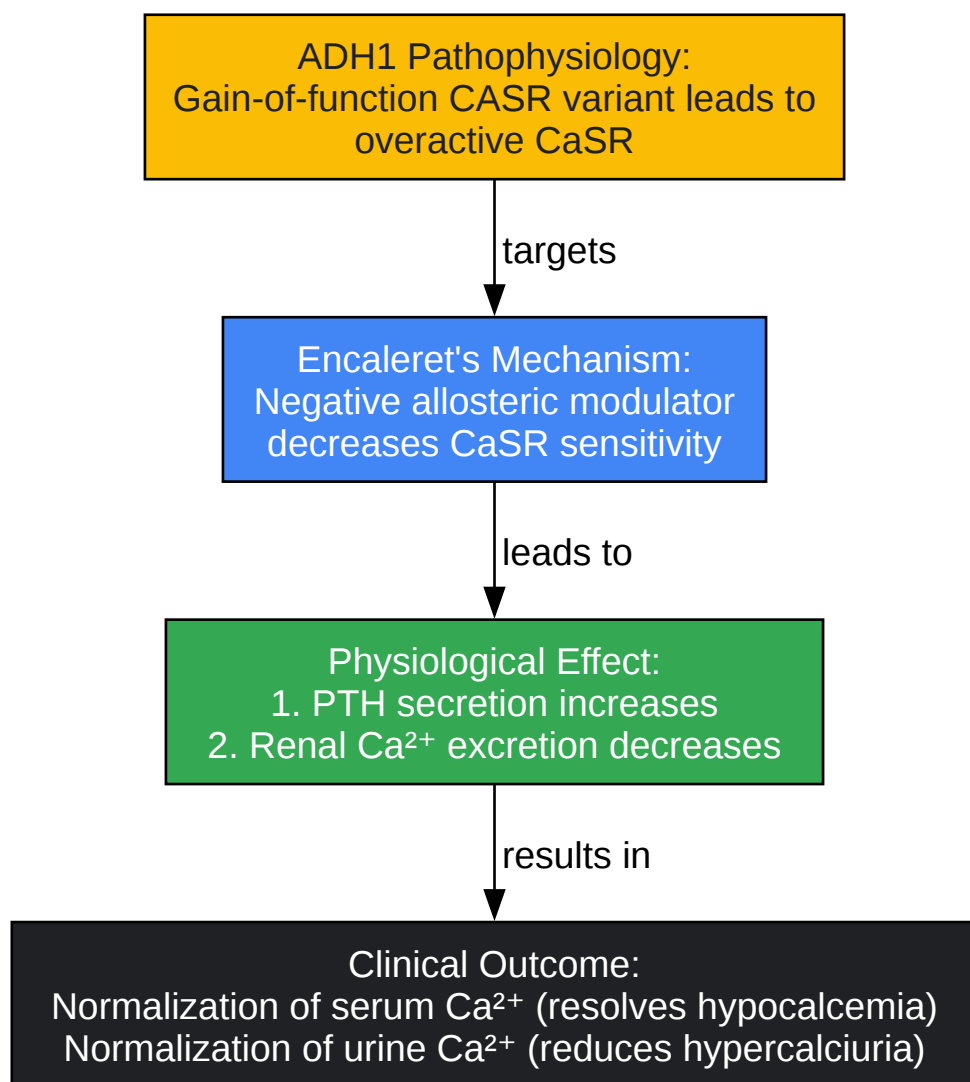 ADH1 Pathophysiology:
Gain-of-function CASR variant leads to
overactive CaSR
targets
Encaleret's Mechanism:
Negative allosteric modulator
decreases CaSR sensitivity
leads to
Physiological Effect:
1. PTH secretion increases
2. Renal Ca²⁺ excretion decreases
results in
Clinical Outcome:
Normalization of serum Ca²⁺ (resolves hypocalcemia)
Normalization of urine Ca²⁺ (reduces hypercalciuria)